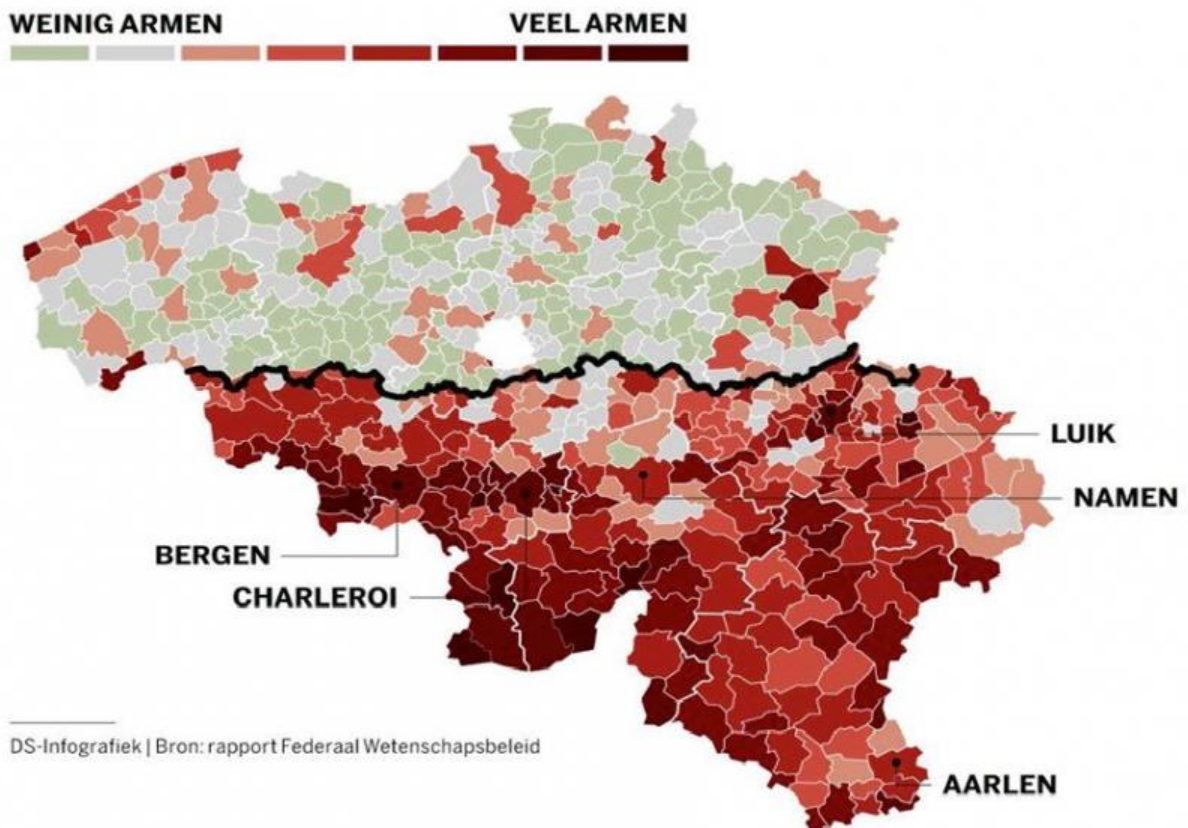 WEINIG ARMEN
VEEL ARMEN
LUIK
NAMEN
BERGEN
CHARLEROI
DS-Infografiek | Bron: rapport Federaal Wetenschapsbeleid
AARLEN